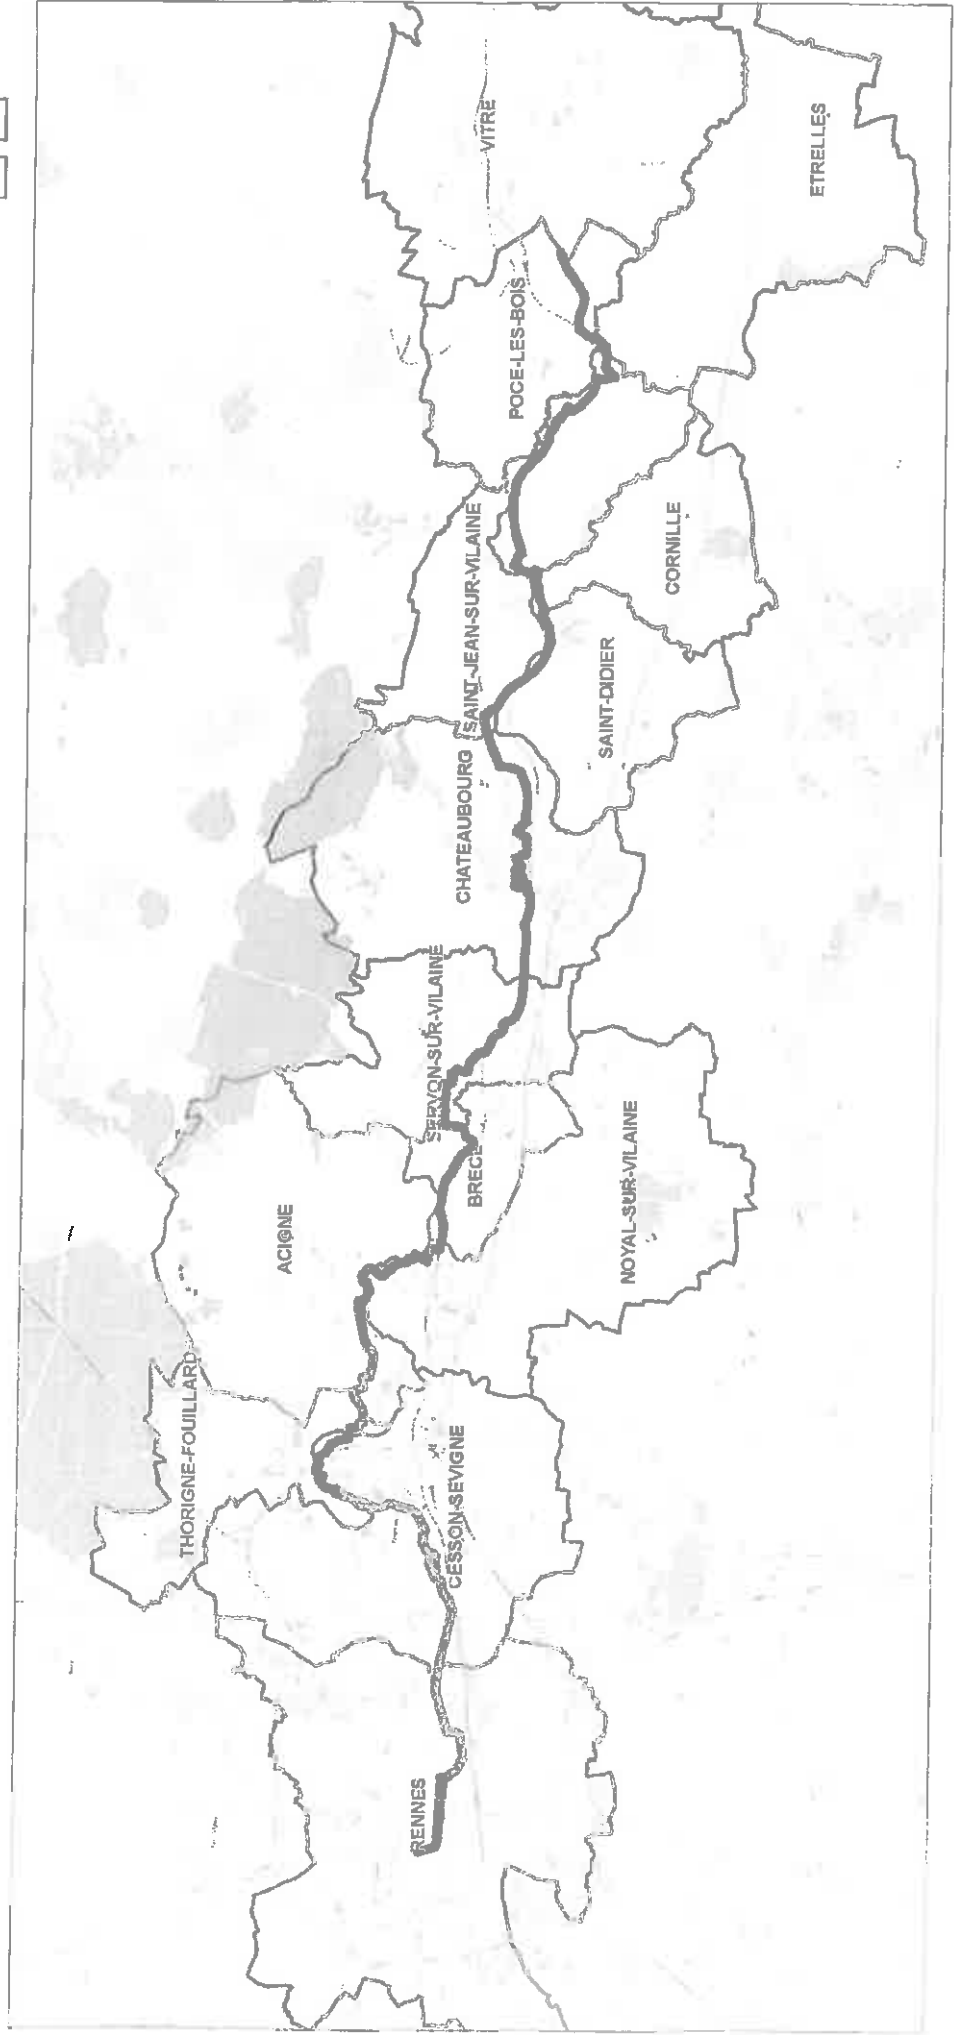 RENNES
THORIGNE-FOUILLARD
CESSON-SEVIGNE
ACIGNE
NOYAL-SUR-VILAINE
BRECE
SERVON-SUR-VILAINE
CHATEAUBOURG
SAINT-DIDIER
SAINT-JEAN-SUR-VILAINE
CORNILLE
POCE-LES-BOIS
VITRE
ETRELLES